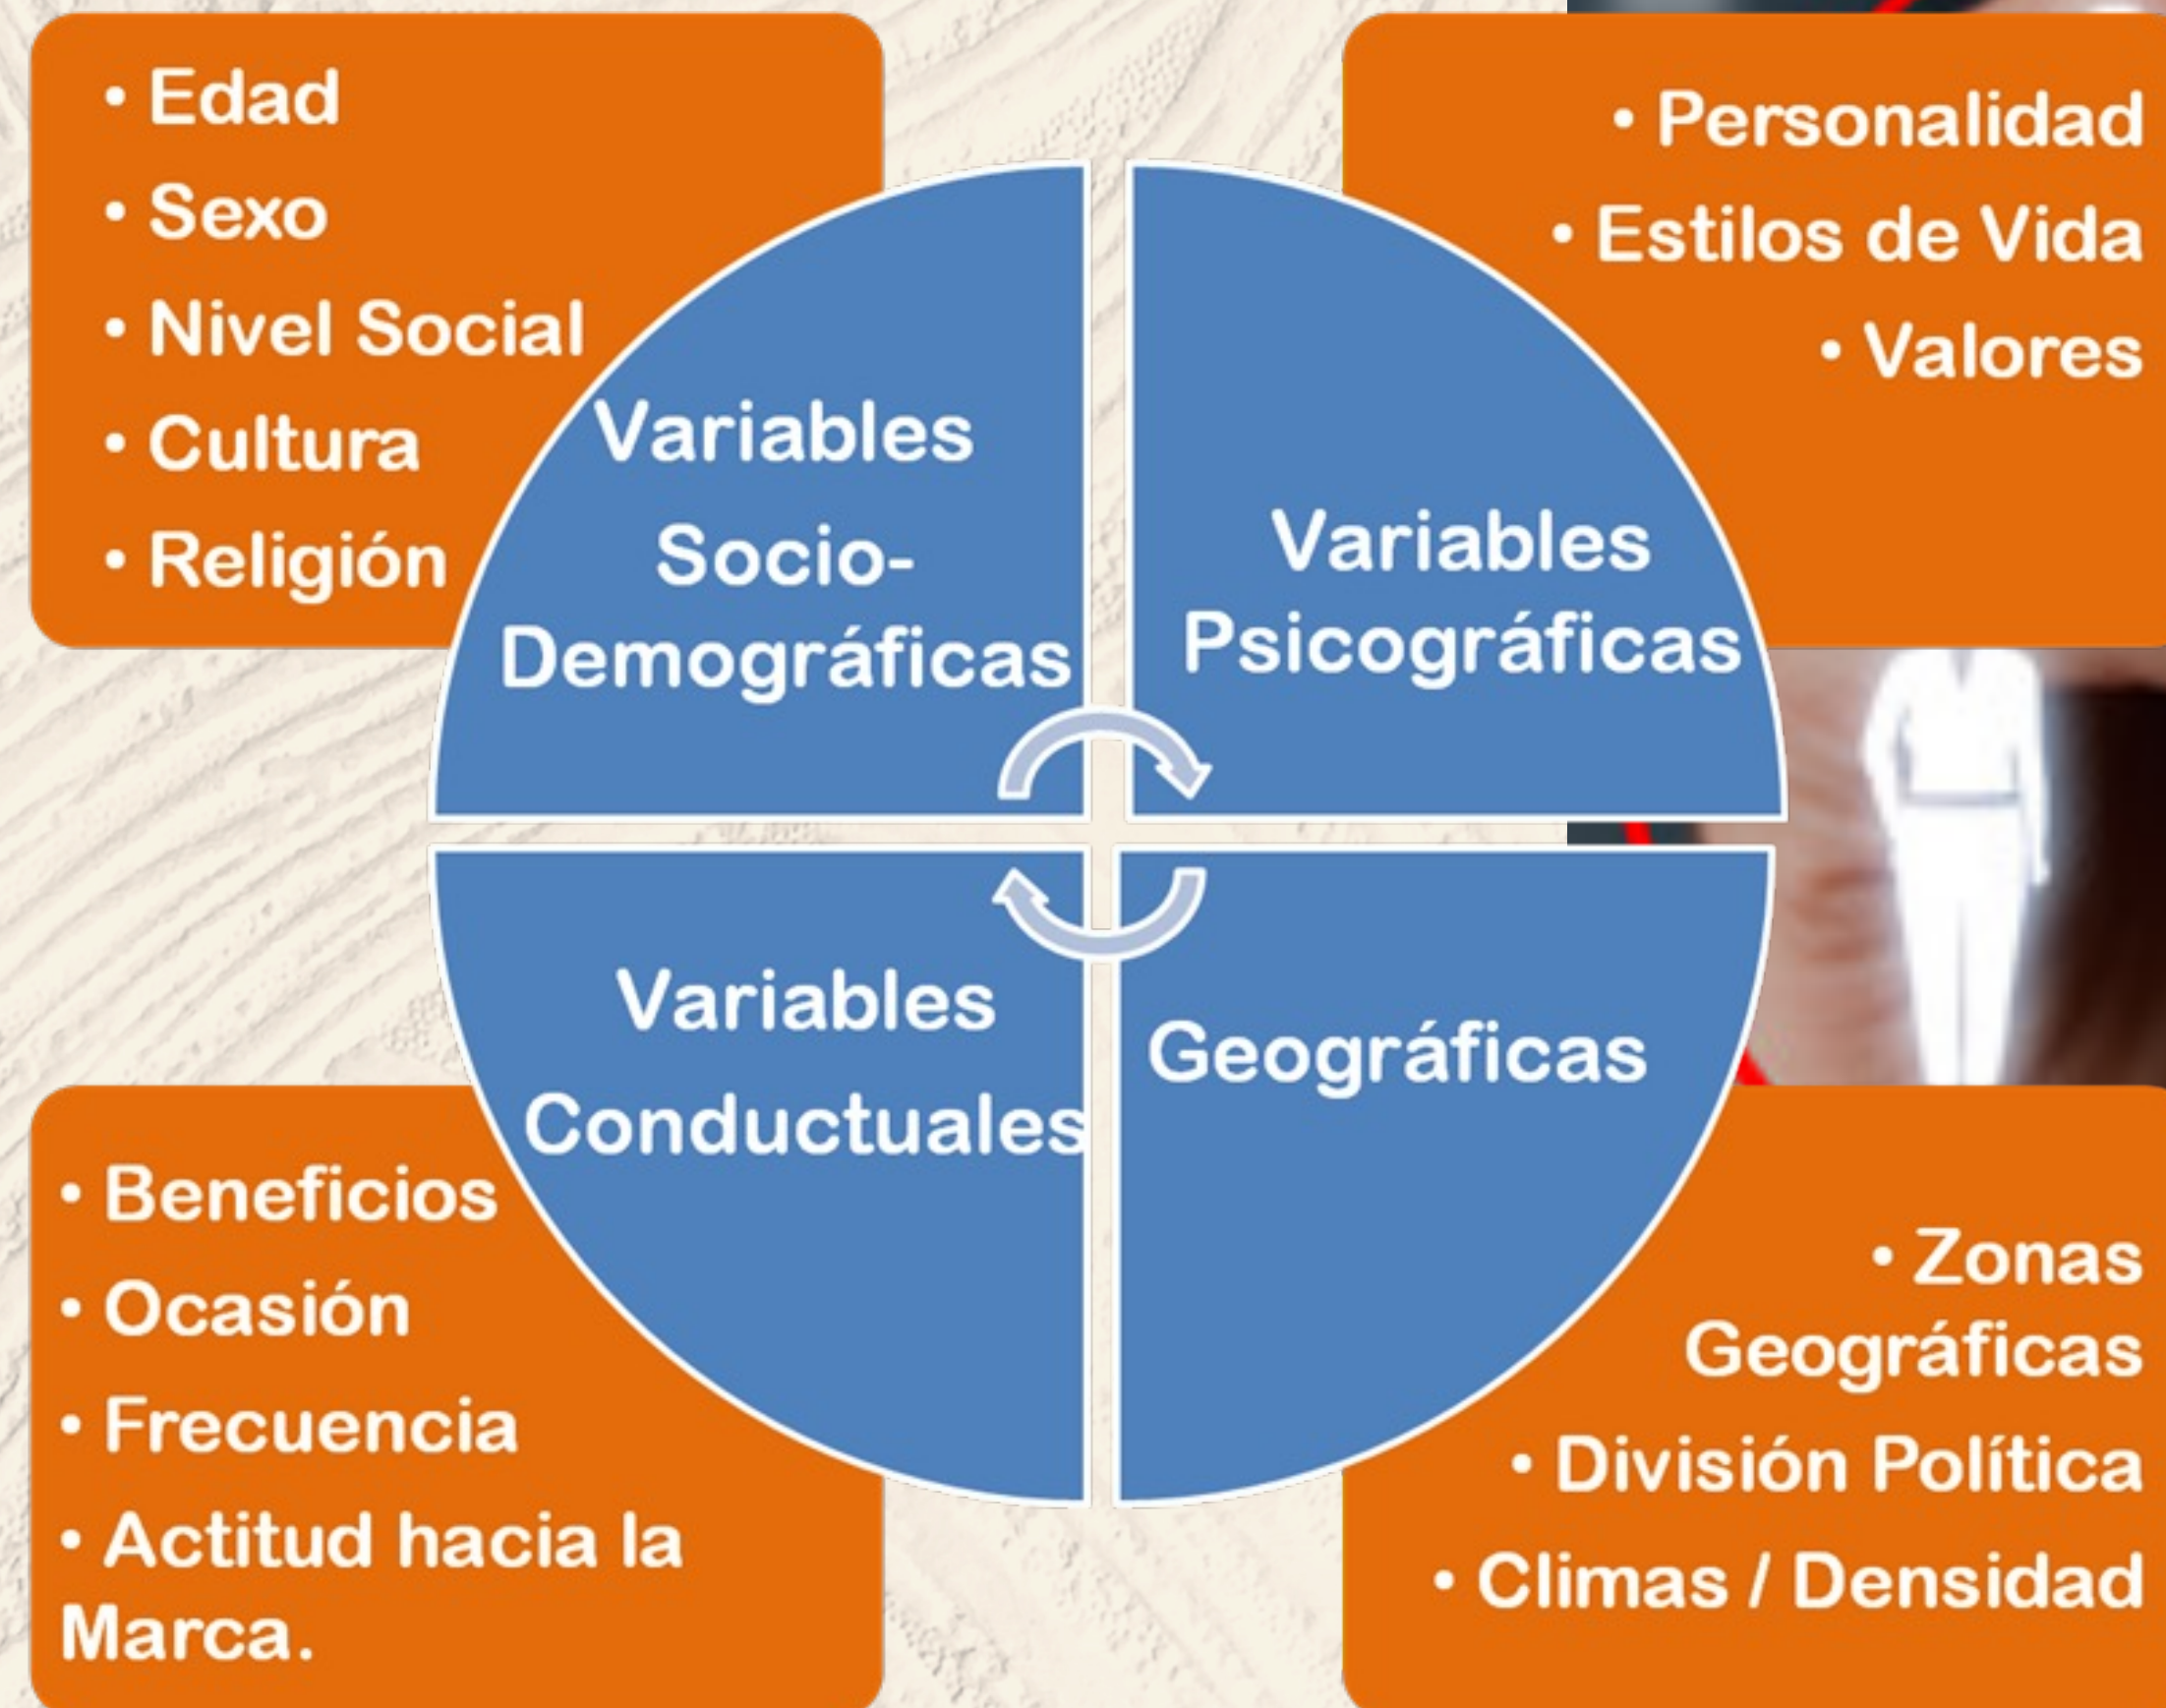 • Edad
• Sexo
• Nivel Social
• Cultura
• Religión
Variables
Socio-
Demográficas
• Personalidad
• Estilos de Vida
• Valores
Variables
Psicográficas
Variables
Conductuales
• Beneficios
• Ocasión
• Frecuencia
• Actitud hacia la
Marca.
Geográficas
• Zonas
Geográficas
• División Política
• Climas / Densidad